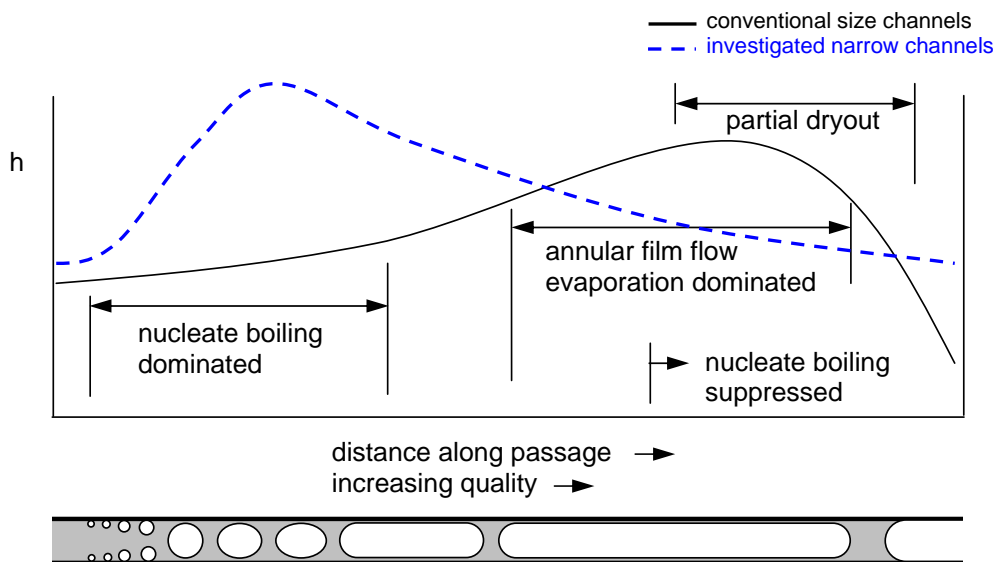 conventional size channels
investigated narrow channels
partial dryout
h
annular film flow
evaporation dominated
nucleate boiling
dominated
nucleate boiling
suppressed
distance along passage
increasing quality